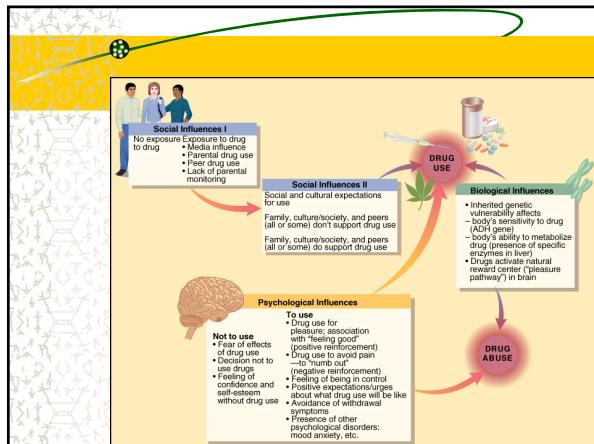 Social Influences I
No exposure
to drug
Exposure to drug
• Media influence
• Parental drug use
• Peer drug use
• Lack of parental
monitoring
Social Influences II
Social and cultural expectations
for use
Family, culture/society, and peers
(all or some) don't support drug use
Family, culture/society, and peers
(all or some) do support drug use
DRUG
USE
Biological Influences
• Inherited genetic
vulnerability affects
– body's sensitivity to drug
(ADH gene)
– body's ability to metabolize
drug (presence of specific
enzymes in liver)
• Drugs activate natural
reward center ("pleasure
pathway") in brain
Psychological Influences
Not to use
• Fear of effects
of drug use
• Decision not to
use drugs
• Feeling of
confidence and
self-esteem
without drug use
To use
• Drug use for
pleasure; association
with "feeling good"
(positive reinforcement)
• Drug use to avoid pain
—to "numb out"
(negative reinforcement)
• Feeling of being in control
• Positive expectations/urges
about what drug use will be like
• Avoidance of withdrawal
symptoms
• Presence of other
psychological disorders:
mood anxiety, etc.
DRUG
ABUSE